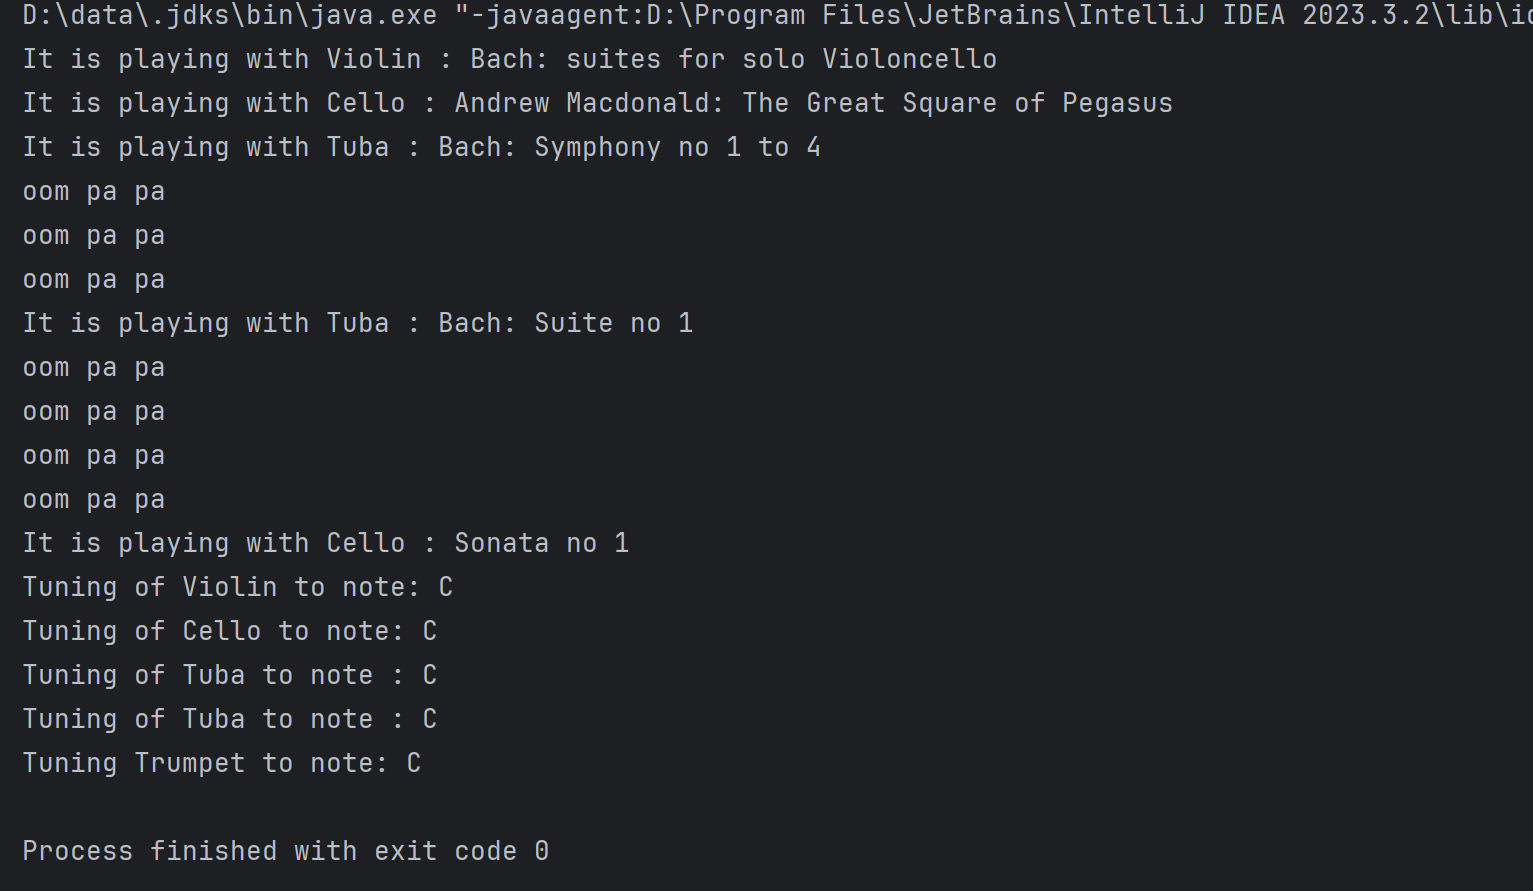 D:\data\.jdks\bin\java.exe "-javaagent:D:\Program Files\JetBrains\IntelliJ IDEA 2023.3.2\lib\
It is playing with Violin : Bach: suites for solo Violoncello
It is playing with Cello : Andrew Macdonald: The Great Square of Pegasus
It is playing with Tuba : Bach: Symphony no 1 to 4
oom pa pa
oom pa pa
oom pa pa
It is playing with Tuba : Bach: Suite no 1
oom pa pa
oom pa pa
oom pa pa
oom pa pa
It is playing with Cello : Sonata no 1
Tuning of Violin to note: C
Tuning of Cello to note: C
Tuning of Tuba to note : C
Tuning of Tuba to note : C
Tuning Trumpet to note: C
Process finished with exit code 0